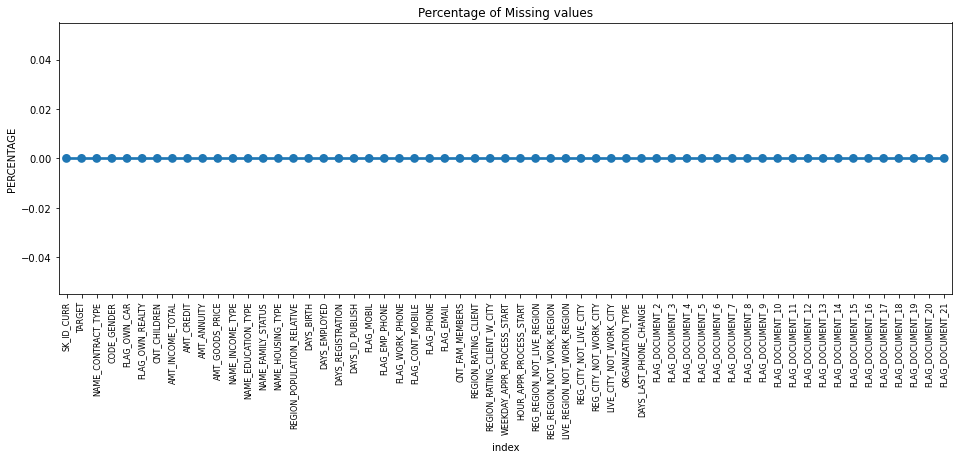 Percentage of Missing values
PERCENTAGE
0.04
0.02
0.00
−0.02
−0.04
SK_ID_CURR
TARGET
NAME_CONTRACT_TYPE
CODE_GENDER
FLAG_OWN_CAR
FLAG_OWN_REALTY
CNT_CHILDREN
AMT_INCOME_TOTAL
AMT_CREDIT
AMT_ANNUITY
AMT_GOODS_PRICE
NAME_INCOME_TYPE
NAME_EDUCATION_TYPE
NAME_FAMILY_STATUS
NAME_HOUSING_TYPE
REGION_POPULATION_RELATIVE
DAYS_BIRTH
DAYS_EMPLOYED
DAYS_REGISTRATION
DAYS_ID_PUBLISH
FLAG_MOBIL
FLAG_EMP_PHONE
FLAG_WORK_PHONE
FLAG_CONT_MOBILE
FLAG_PHONE
FLAG_EMAIL
CNT_FAM_MEMBERS
REGION_RATING_CLIENT
REGION_RATING_CLIENT_W_CITY
WEEKDAY_APPR_PROCESS_START
HOUR_APPR_PROCESS_START
REG_REGION_NOT_LIVE_REGION
REG_REGION_NOT_WORK_REGION
LIVE_REGION_NOT_WORK_REGION
REG_CITY_NOT_LIVE_CITY
REG_CITY_NOT_WORK_CITY
LIVE_CITY_NOT_WORK_CITY
ORGANIZATION_TYPE
DAYS_LAST_PHONE_CHANGE
FLAG_DOCUMENT_2
FLAG_DOCUMENT_3
FLAG_DOCUMENT_4
FLAG_DOCUMENT_5
FLAG_DOCUMENT_6
FLAG_DOCUMENT_7
FLAG_DOCUMENT_8
FLAG_DOCUMENT_9
FLAG_DOCUMENT_10
FLAG_DOCUMENT_11
FLAG_DOCUMENT_12
FLAG_DOCUMENT_13
FLAG_DOCUMENT_14
FLAG_DOCUMENT_15
FLAG_DOCUMENT_16
FLAG_DOCUMENT_17
FLAG_DOCUMENT_18
FLAG_DOCUMENT_19
FLAG_DOCUMENT_20
FLAG_DOCUMENT_21
index